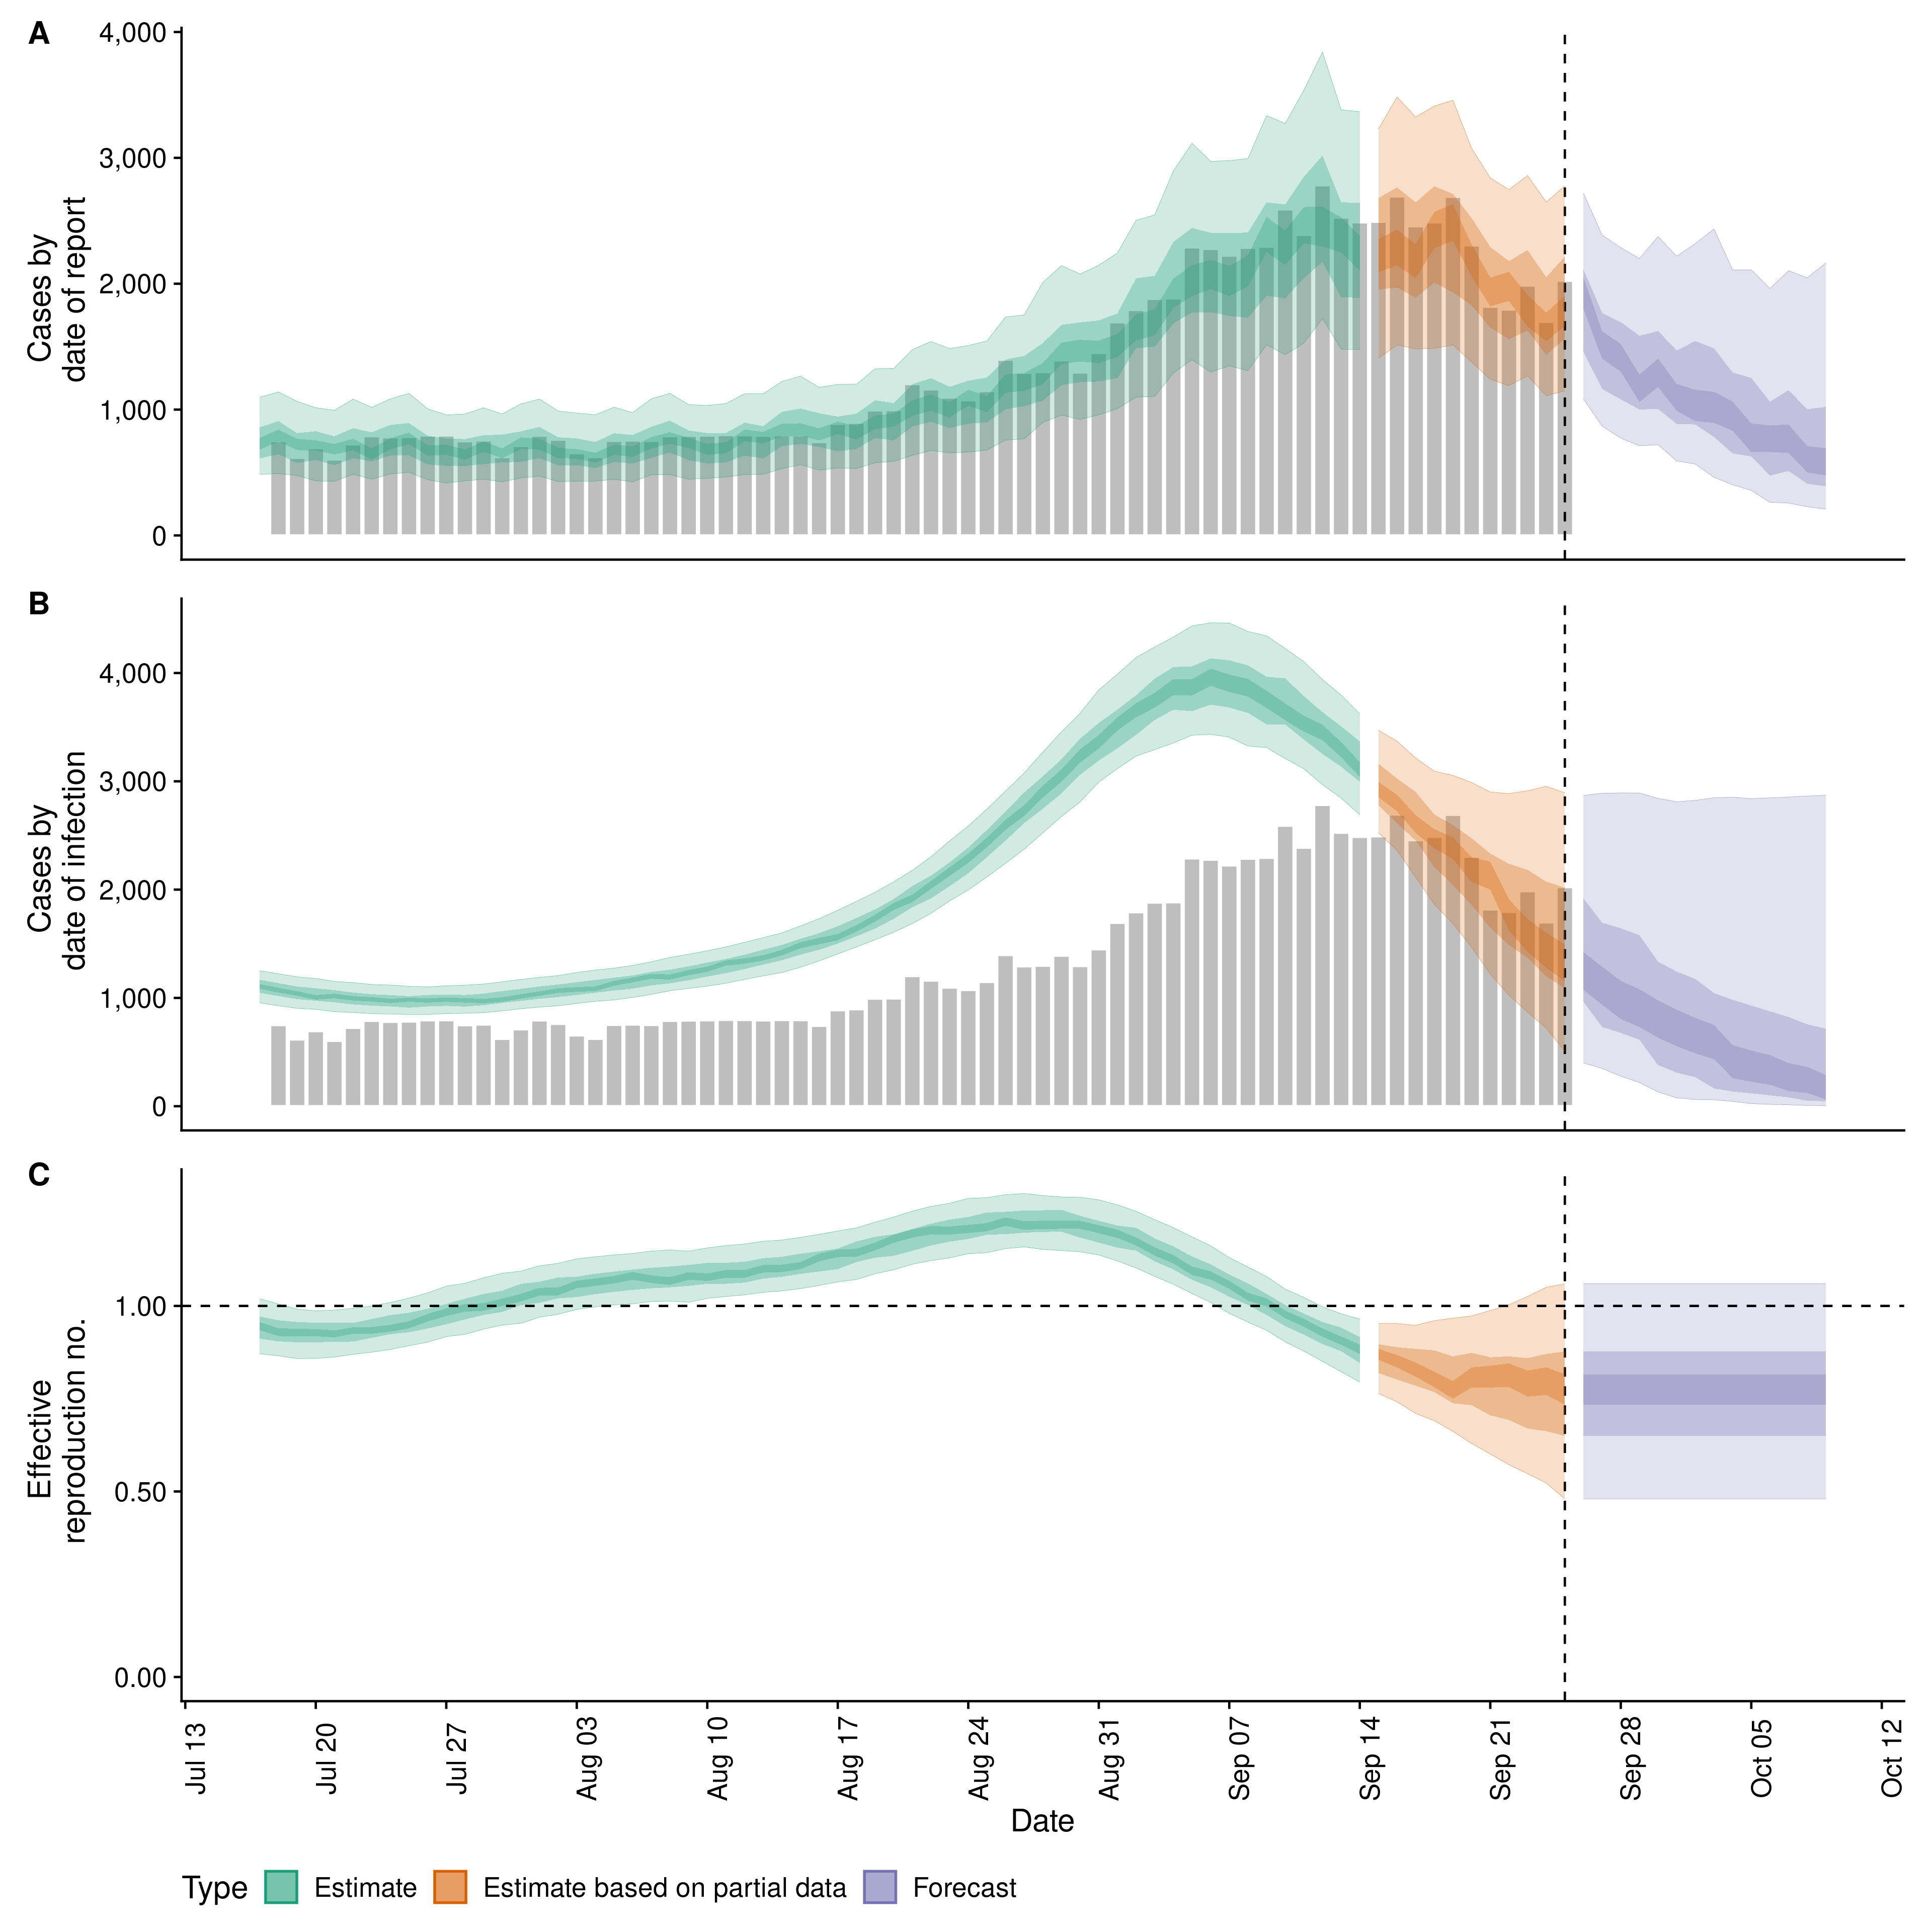 A
4,000
3,000
2,000
1,000
0
Cases by
date of report
B
4,000
3,000
2,000
1,000
0
Cases by
date of infection
C
1.00
0.50
0.00
Effective
reproduction no.
Jul 13
Jul 20
Jul 27
Aug 03
Aug 10
Aug 17
Aug 24
Aug 31
Sep 07
Sep 14
Sep 21
Sep 28
Oct 05
Oct 12
Date
Type Estimate Estimate based on partial data Forecast